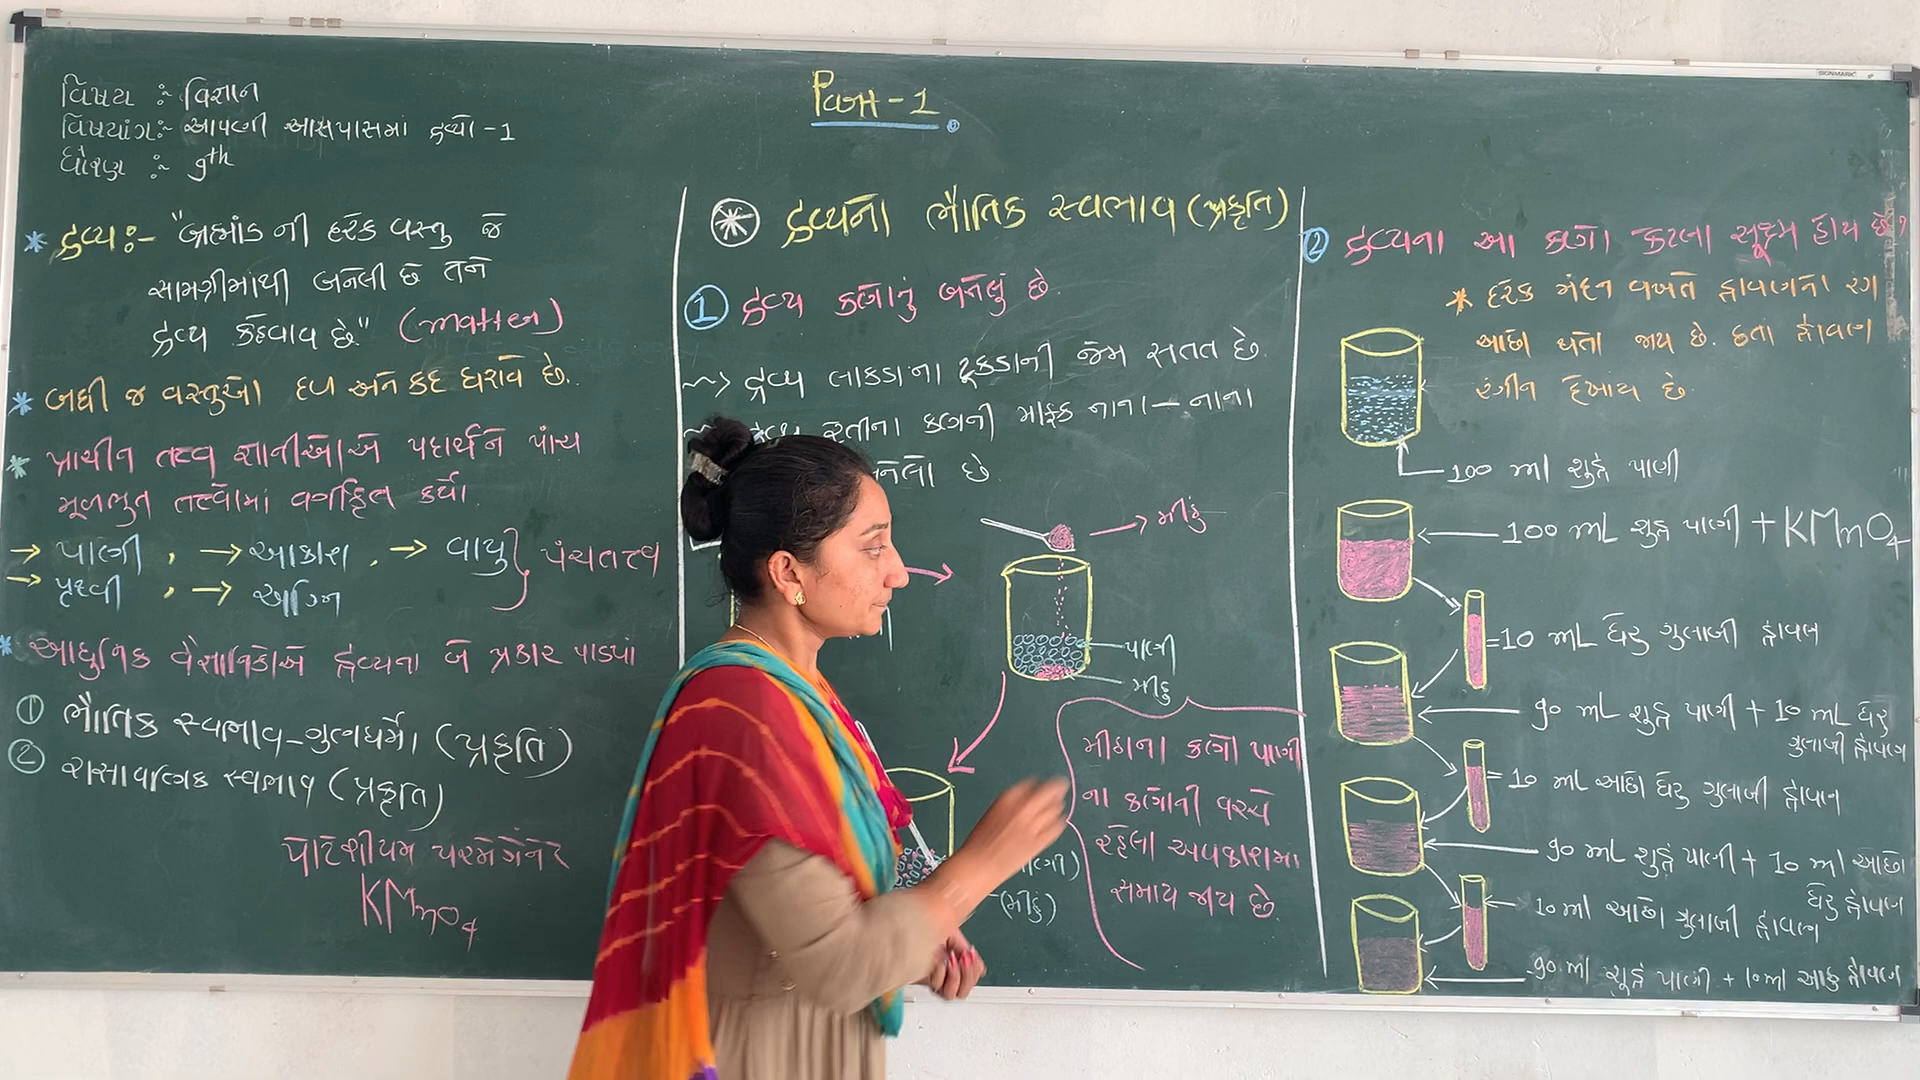 Part-1
વિષય : વિજ્ઞાન
વિષયાંગ:- આપણી આસપાસમાં દ્રવ્યો -1
ધોરણ :- 9th
* દ્રવ્ય:- "બ્રહ્માંડ ની દરેક વસ્તુ જે
સામગ્રીમાંથી બનેલી છે તેને
દ્રવ્ય કહેવાય છે" (matter)
* બધી જ વસ્તુઓ દળ અને કદ ધરાવે છે.
* પ્રાચીન તત્વ જ્ઞાનીઓએ પદાર્થને પાંચ
મૂળભુત તત્વોમાં વર્ગીકૃત કર્યા
→ પાણી , → આકાશ , → વાયુ } પંચતત્વ
→ પૃથ્વી , → અગ્નિ
* આધુનિક વૈજ્ઞાનિકોએ દ્રવ્યના બે પ્રકાર પાડ્યાં
① ભૌતિક સ્વભાવ-ગુણધર્મો (પ્રકૃતિ)
② રાસાયણિક સ્વભાવ (પ્રકૃતિ)
પોટેશીયમ પરમેંગેનેટ
KMnO4
દ્રવ્યનો ભૌતિક સ્વભાવ (પ્રકૃતિ)
① દ્રવ્ય કણોનું બનેલું છે.
~> દ્રવ્ય લાકડાના ટૂકડાની જેમ સતત છે.
દ્રવ્ય રેતીના કણની માફક નાના-નાના
બનેલો છે
→ મીઠું
પાણી
મીઠું
(મીઠું)
મીઠાના કણો પાણી
ના કણોની વચ્ચે
રહેલા અવકાશમાં
સમાય જાય છે.
② દ્રવ્યના આ કણો કેટલા સૂક્ષ્મ હોય છે?
* દરેક મંદન વખતે દ્રાવણનો રંગ
આછો થતો જાય છે. છતા દ્રાવણ
રંગીન દેખાય છે.
100 ml શુદ્ધ પાણી
100 mL શુદ્ધ પાણી + KMnO4
=10 mL ઘેરુ ગુલાબી દ્રાવણ
90 mL શુદ્ધ પાણી + 10 mL ઘેરુ
ગુલાબી દ્રાવણ
=10 mL આછો ઘેરુ ગુલાબી દ્રાવણ
90 mL શુદ્ધ પાણી + 10 ml આછો
ઘેરુ દ્રાવણ
10 ml આછો ગુલાબી દ્રાવણ
90 ml શુદ્ધ પાણી + 10 ml આછુ દ્રાવણ
SIGNMARK